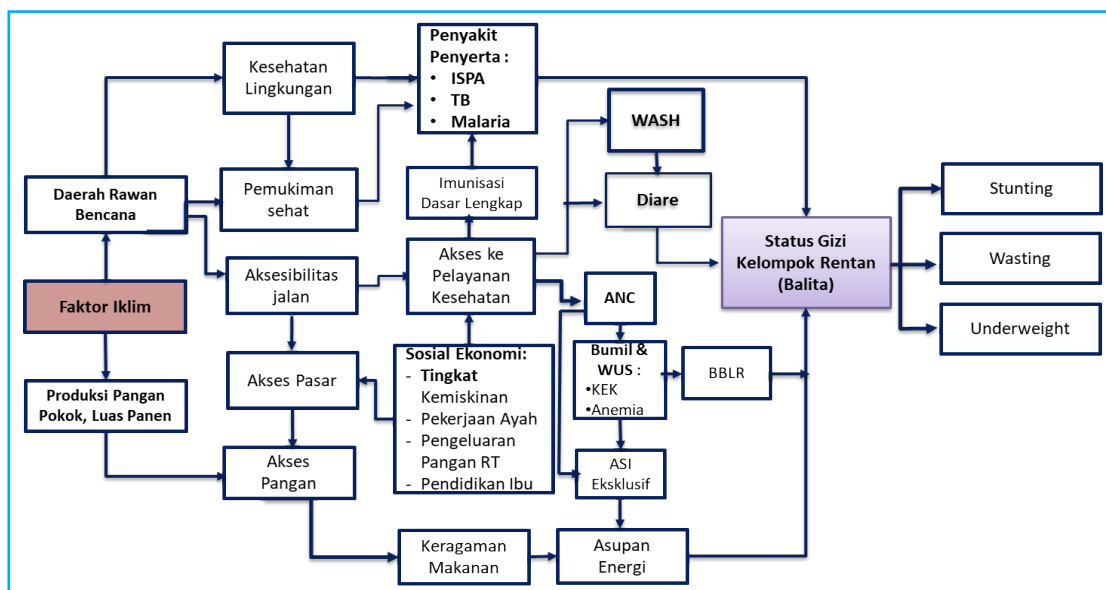 Kesehatan
Lingkungan
Penyakit
Penyerta :
• ISPA
• TB
• Malaria
WASH
Daerah Rawan
Bencana
Pemukiman
sehat
Imunisasi
Dasar Lengkap
Diare
Stunting
Faktor Iklim
Aksesibilitas
jalan
Akses ke
Pelayanan
Kesehatan
ANC
Status Gizi
Kelompok Rentan
(Balita)
Wasting
Underweight
Produksi Pangan
Pokok, Luas Panen
Akses Pasar
Sosial Ekonomi:
- Tingkat
Kemiskinan
- Pekerjaan Ayah
- Pengeluaran
Pangan RT
- Pendidikan Ibu
Bumil &
WUS :
•KEK
•Anemia
BBLR
Akses
Pangan
ASI
Eksklusif
Keragaman
Makanan
Asupan
Energi